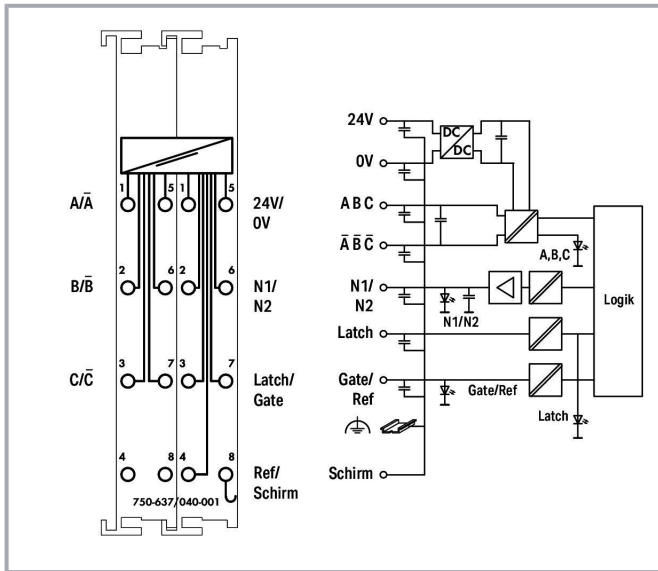 1 5 1 5
A/A̅ 24V/
0V
2 6 2 6
B/B̅ N1/
N2
3 7 3 7
C/C̅ Latch/
Gate
4 8 4 8
Ref/
Schirm
750-637/040-001
24V
DC
DC
0V
A B C
A̅ B̅ C̅
A,B,C
N1/
N2
N1/N2
Logik
Latch
Gate/
Ref
Gate/Ref
Latch
Schirm